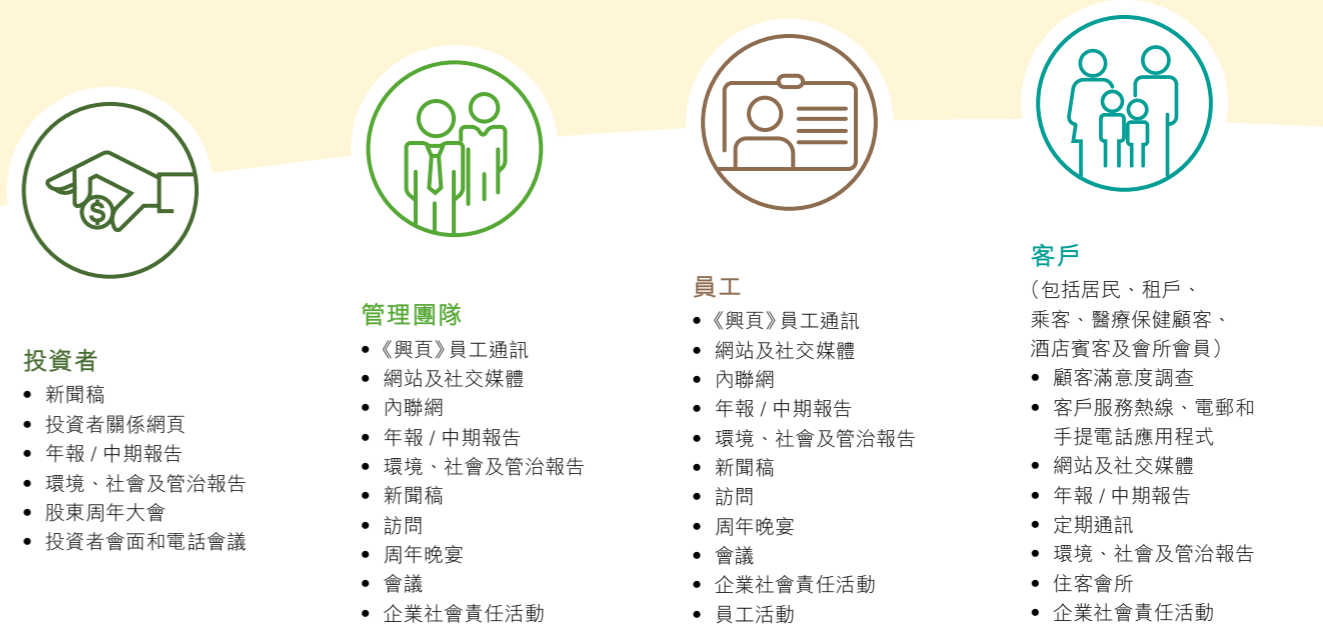 投資者
• 新聞稿
• 投資者關係網頁
• 年報 / 中期報告
• 環境、社會及管治報告
• 股東周年大會
• 投資者會面和電話會議
管理團隊
• 《興頁》員工通訊
• 網站及社交媒體
• 內聯網
• 年報 / 中期報告
• 環境、社會及管治報告
• 新聞稿
• 訪問
• 周年晚宴
• 會議
• 企業社會責任活動
員工
• 《興頁》員工通訊
• 網站及社交媒體
• 內聯網
• 年報 / 中期報告
• 環境、社會及管治報告
• 新聞稿
• 訪問
• 周年晚宴
• 會議
• 企業社會責任活動
• 員工活動
客戶
（包括居民、租戶、
乘客、醫療保健顧客、
酒店賓客及會所會員）
• 顧客滿意度調查
• 客戶服務熱線、電郵和
手提電話應用程式
• 網站及社交媒體
• 年報 / 中期報告
• 定期通訊
• 環境、社會及管治報告
• 住客會所
• 企業社會責任活動